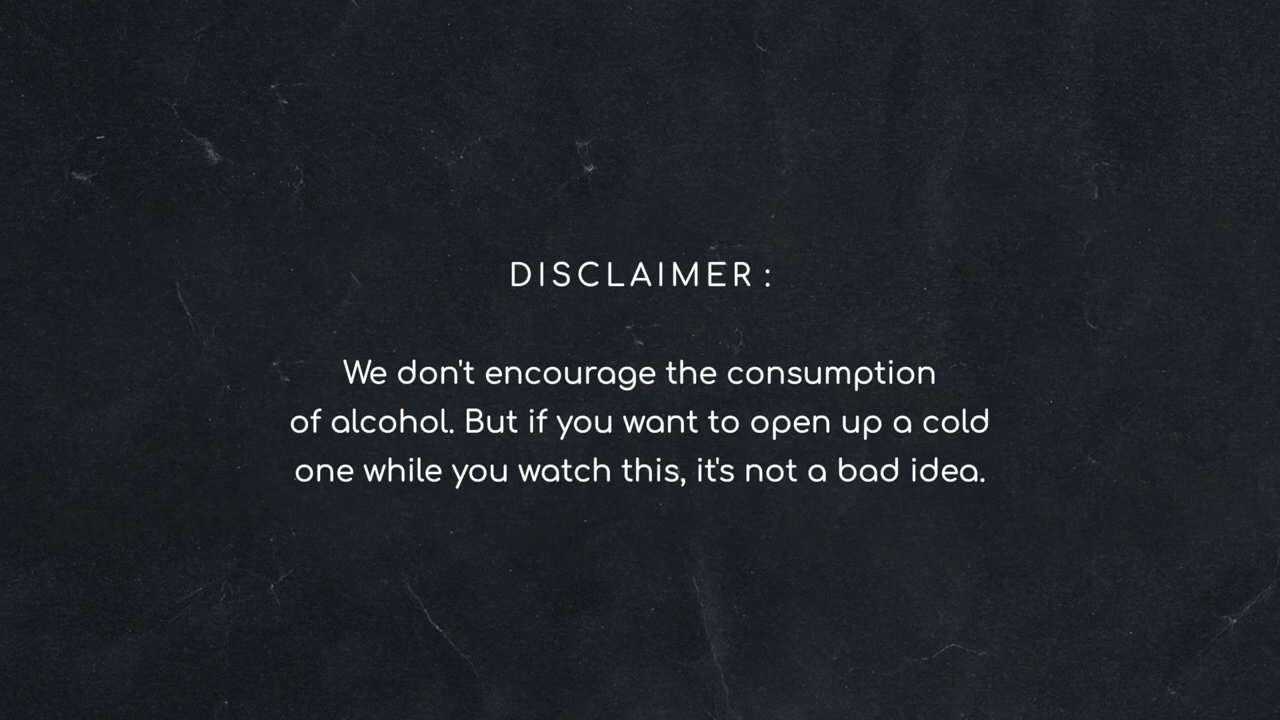 DISCLAIMER :
We don't encourage the consumption
of alcohol. But if you want to open up a cold
one while you watch this, it's not a bad idea.